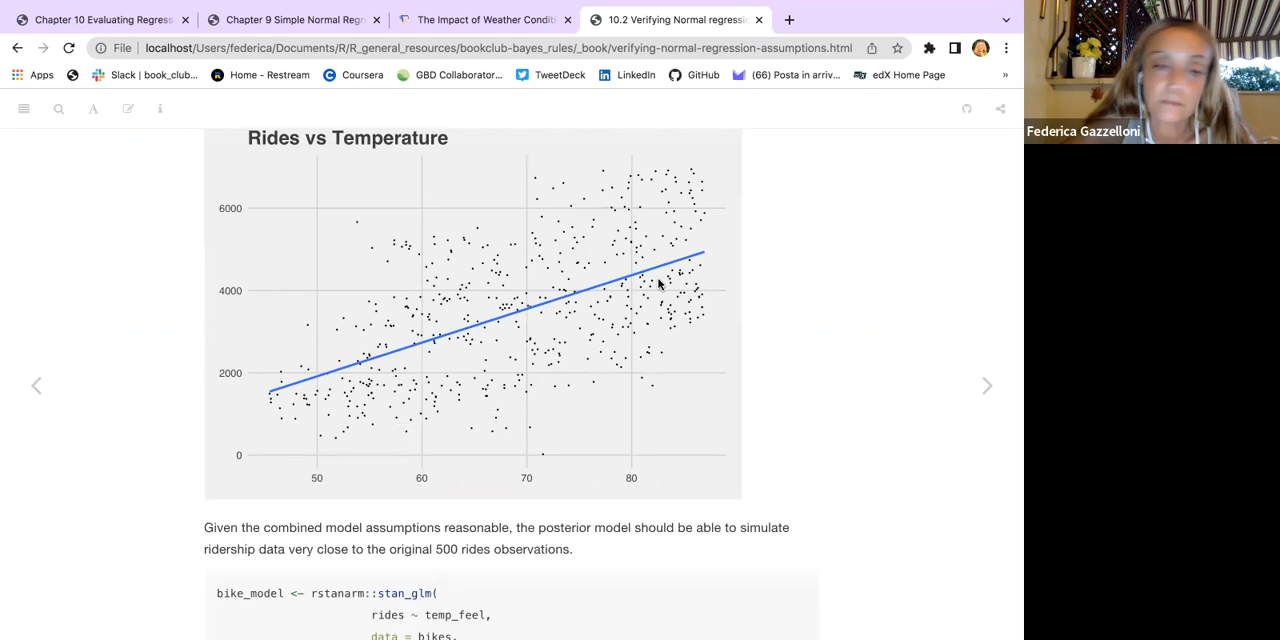 Chapter 10 Evaluating Regress
Chapter 9 Simple Normal Regr
The Impact of Weather Conditi
10.2 Verifying Normal regressi
File
localhost/Users/federica/Documents/R/R_general_resources/bookclub-bayes_rules/_book/verifying-normal-regression-assumptions.html
Apps
Slack | book_club...
Home - Restream
Coursera
GBD Collaborator...
TweetDeck
LinkedIn
GitHub
(66) Posta in arriv...
edX Home Page
»
Federica Gazzelloni
Rides vs Temperature
6000
4000
2000
0
50
60
70
80
Given the combined model assumptions reasonable, the posterior model should be able to simulate
ridership data very close to the original 500 rides observations.
bike_model <- rstanarm::stan_glm(
rides ~ temp_feel,
data = bikes,